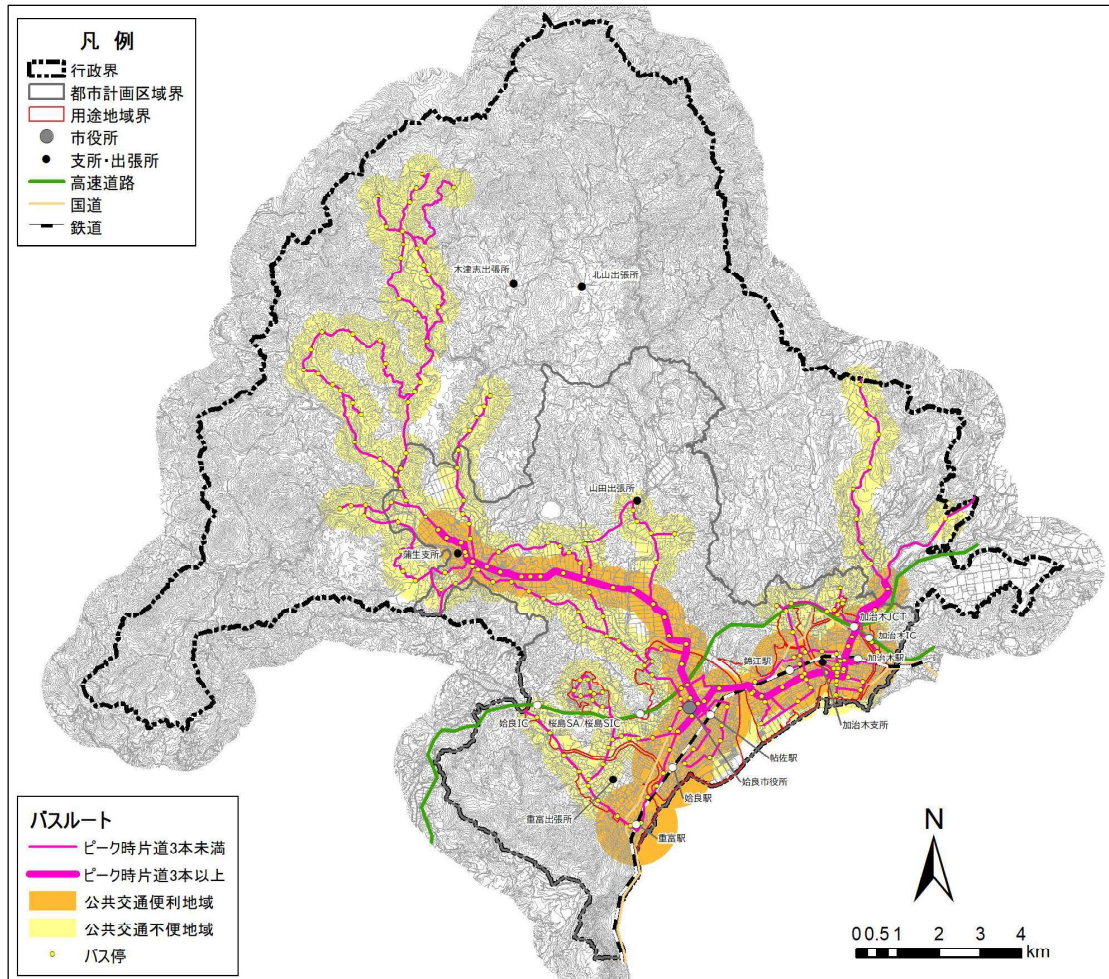 凡 例
行政界
都市計画区域界
用途地域界
市役所
支所・出張所
高速道路
国道
鉄道
木津志出張所
北山出張所
山田出張所
蒲生支所
加治木JCT
加治木IC
錦江駅
加治木駅
姶良IC
桜島SA/桜島SIC
加治木支所
帖佐駅
姶良市役所
姶良駅
重富出張所
重富駅
バスルート
ピーク時片道3本未満
ピーク時片道3本以上
公共交通便利地域
公共交通不便地域
バス停
N
0 0.5 1 2 3 4
km